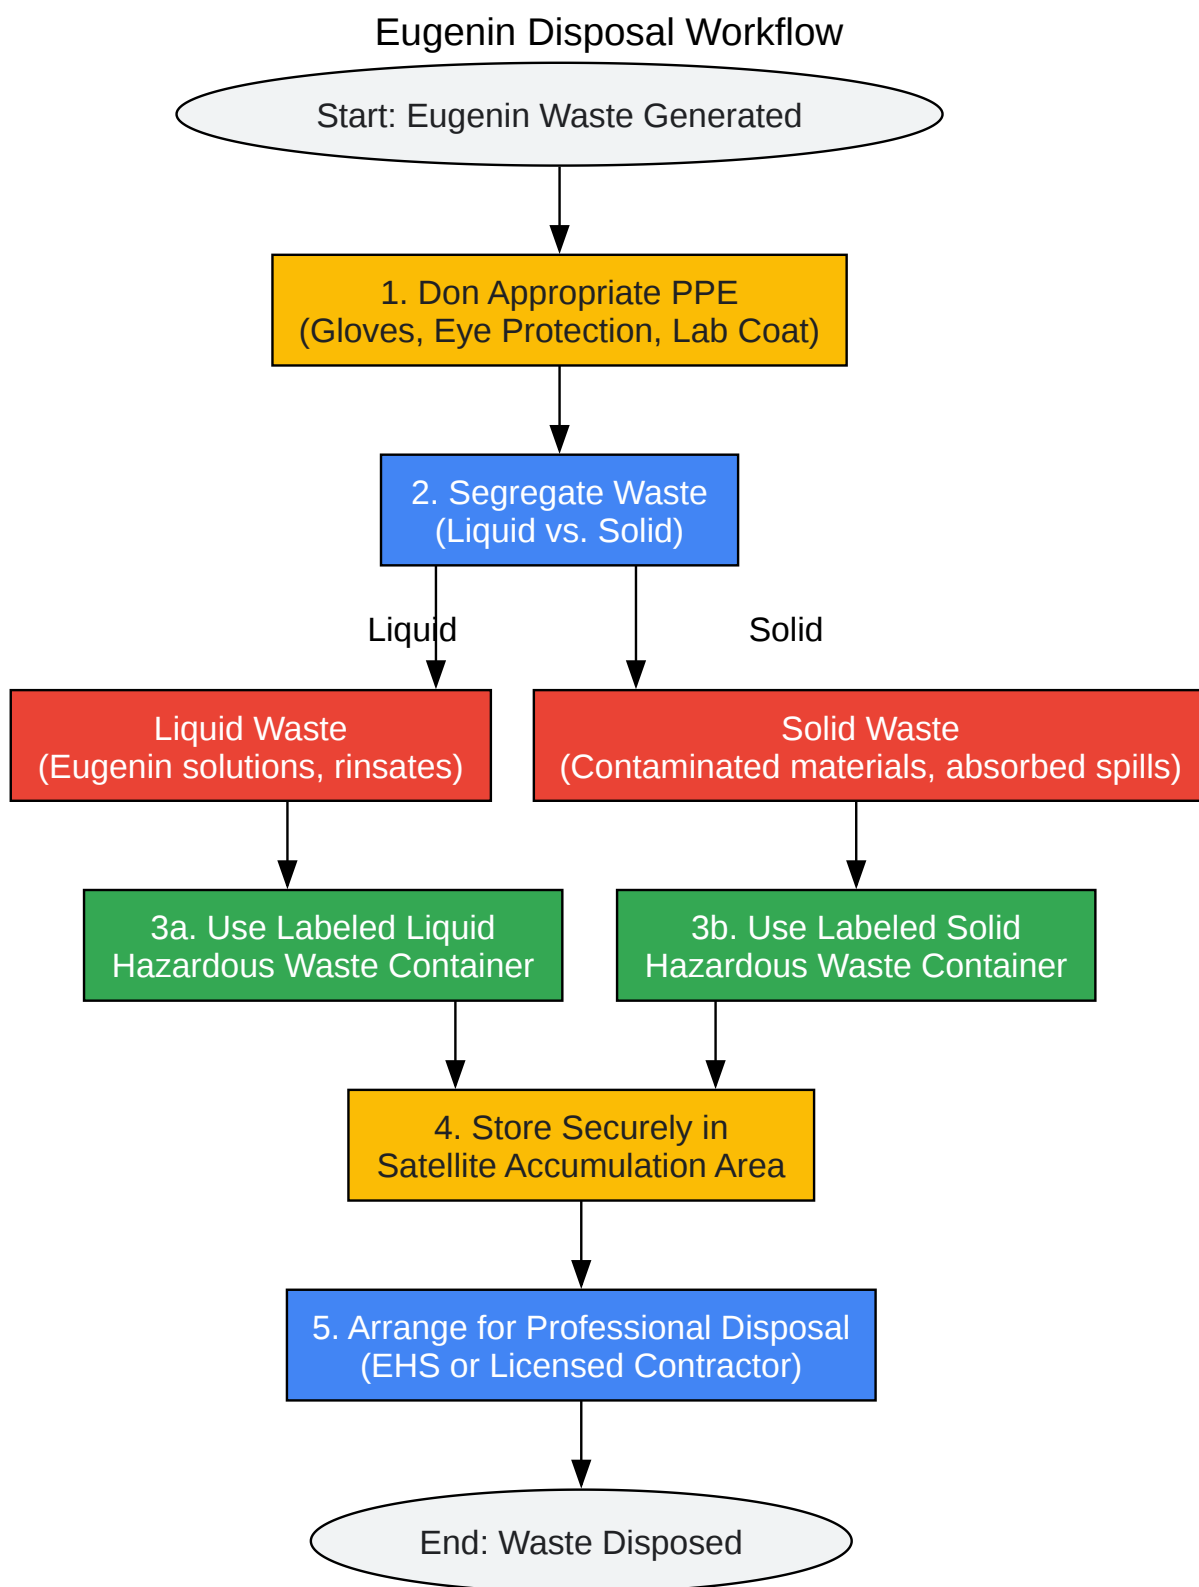 Eugenin Disposal Workflow
Start: Eugenin Waste Generated
1. Don Appropriate PPE
(Gloves, Eye Protection, Lab Coat)
2. Segregate Waste
(Liquid vs. Solid)
Liquid
Solid
Liquid Waste
(Eugenin solutions, rinsates)
Solid Waste
(Contaminated materials, absorbed spills)
3a. Use Labeled Liquid
Hazardous Waste Container
3b. Use Labeled Solid
Hazardous Waste Container
4. Store Securely in
Satellite Accumulation Area
5. Arrange for Professional Disposal
(EHS or Licensed Contractor)
End: Waste Disposed